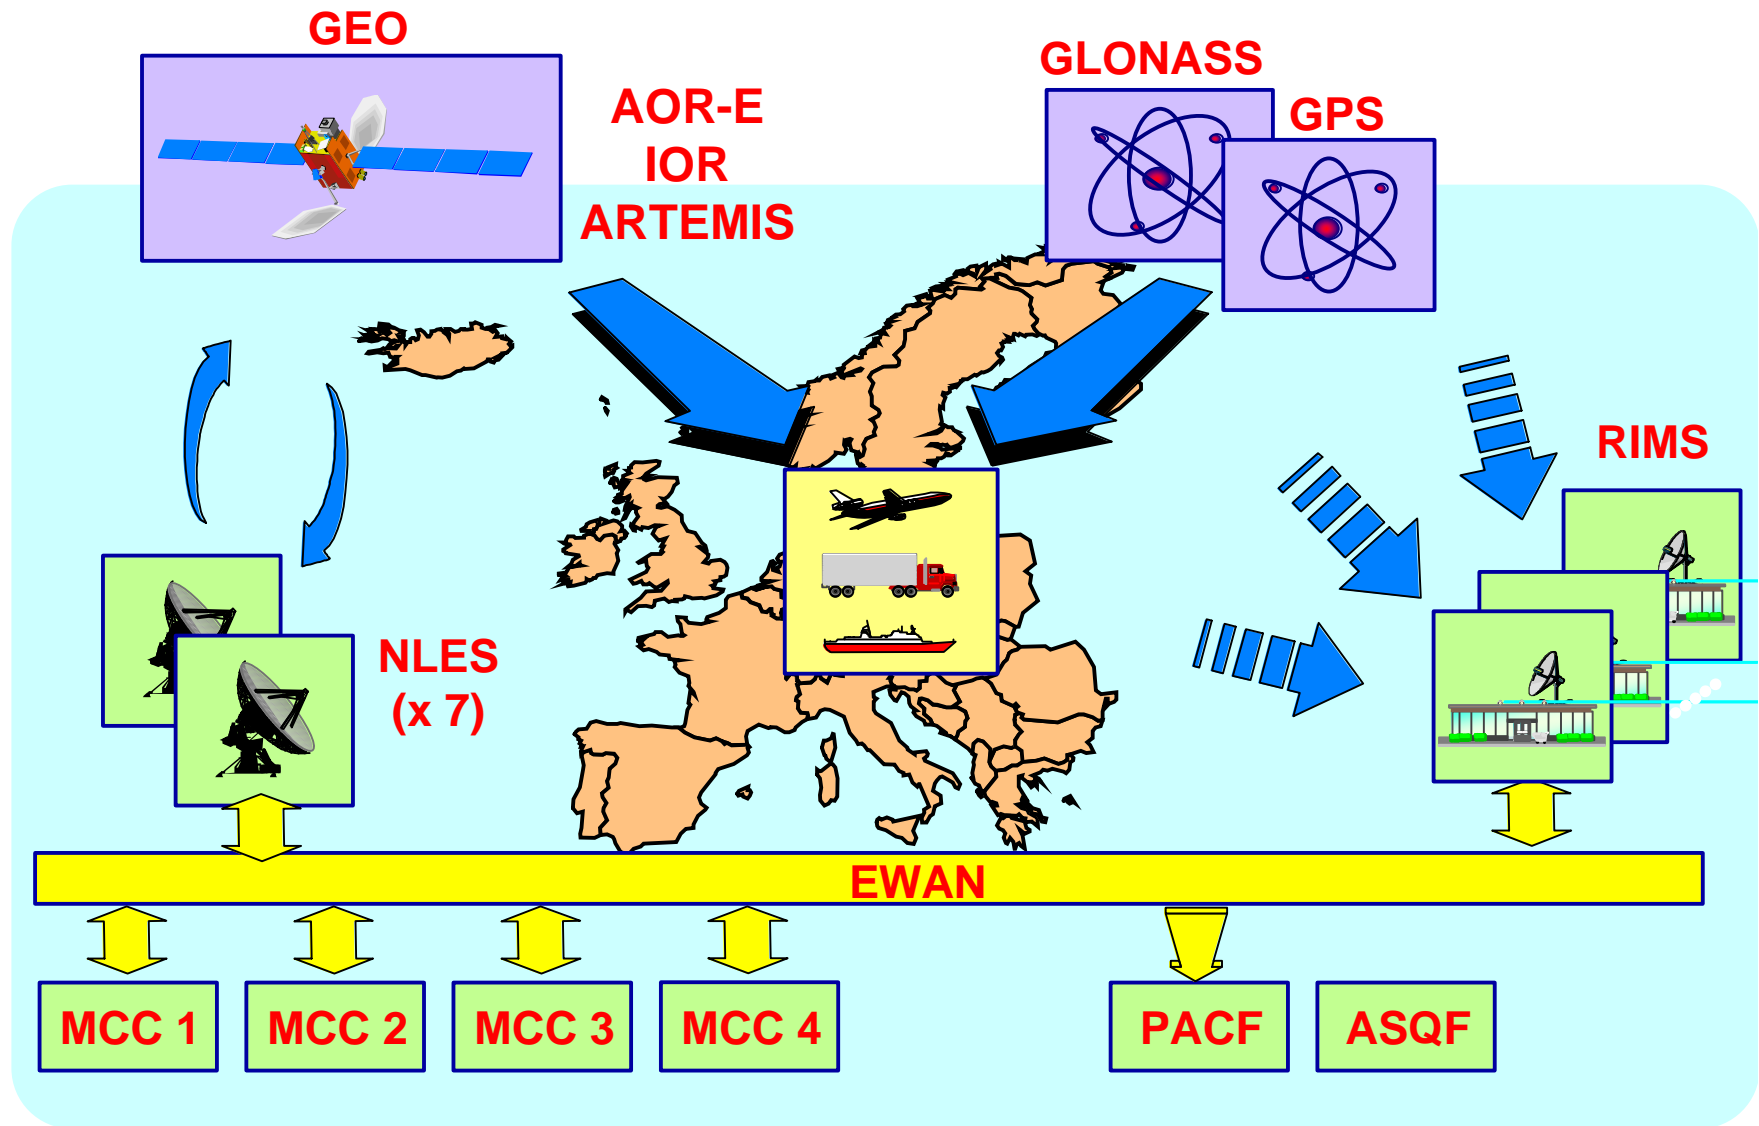 GEO
AOR-E
IOR
ARTEMIS
GLONASS
GPS
RIMS
NLES
(x 7)
EWAN
MCC 1
MCC 2
MCC 3
MCC 4
PACF
ASQF